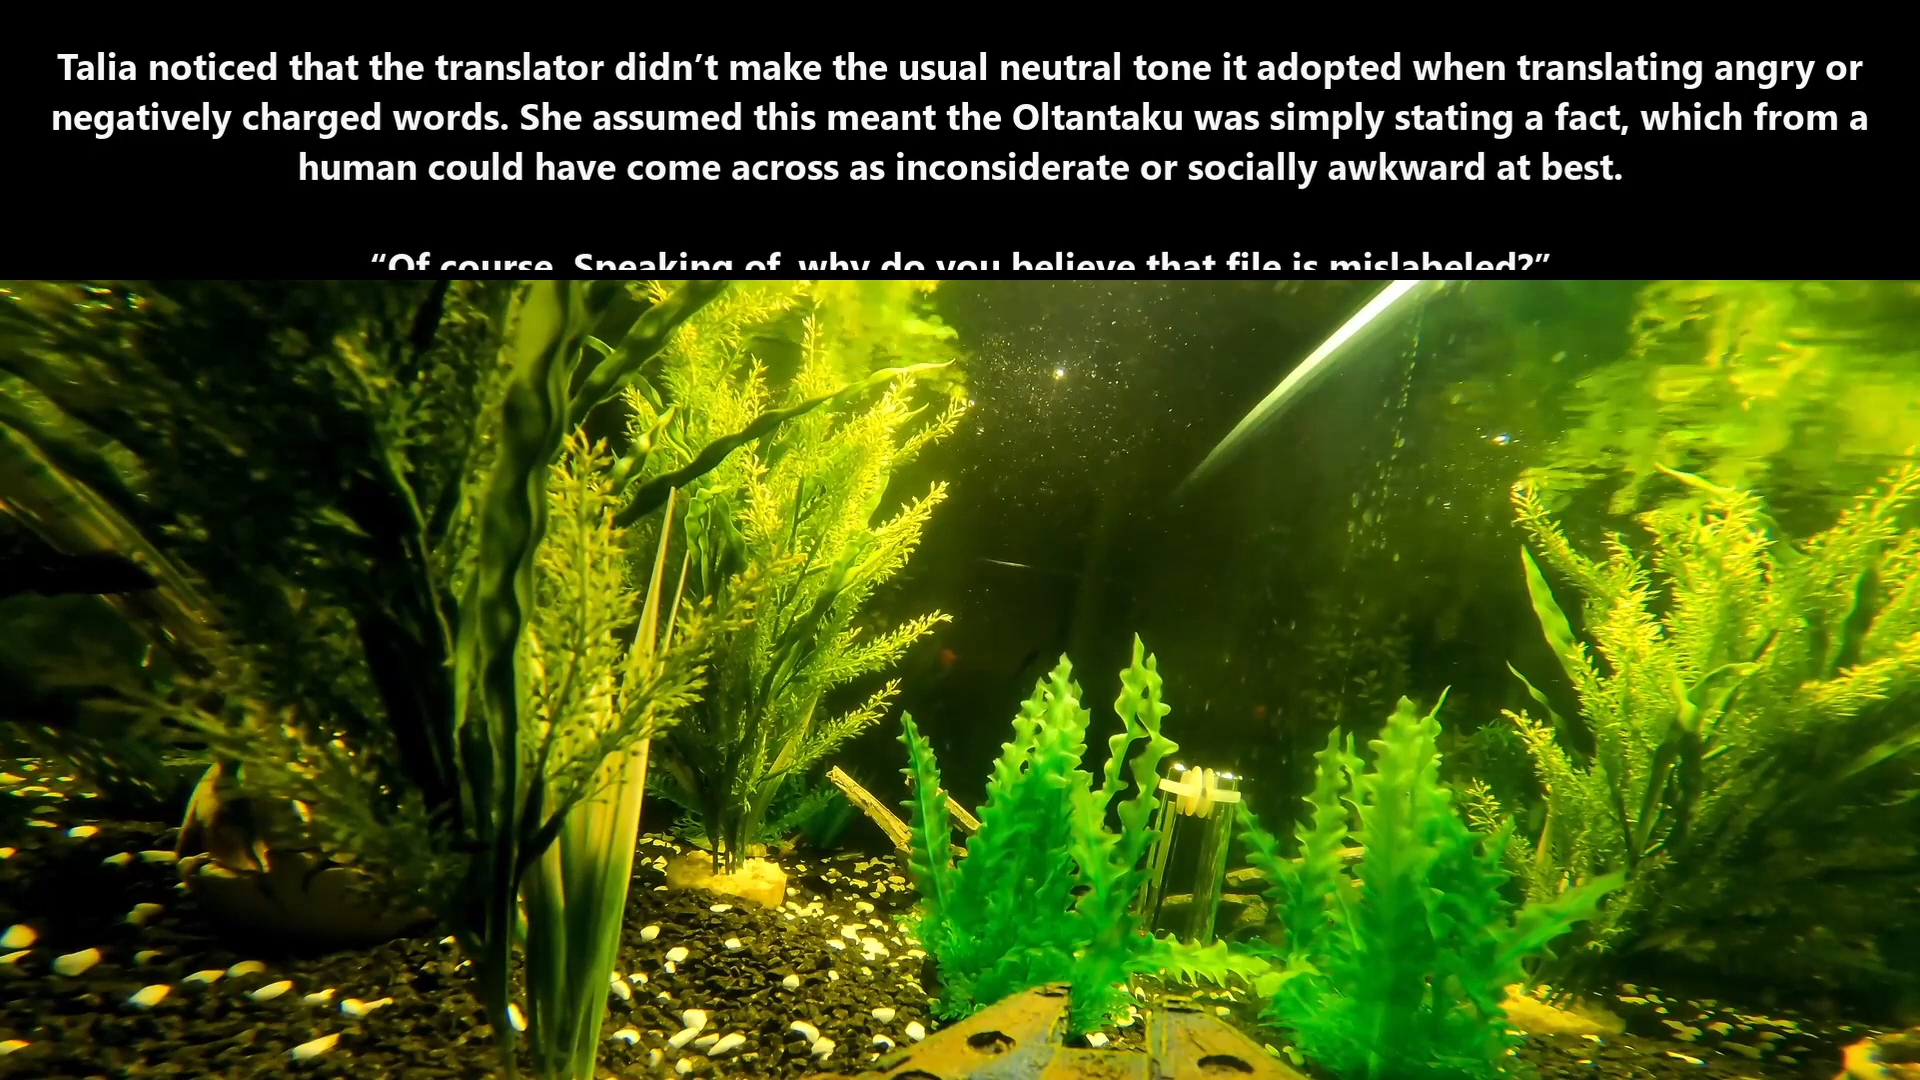 Talia noticed that the translator didn’t make the usual neutral tone it adopted when translating angry or
negatively charged words. She assumed this meant the Oltantaku was simply stating a fact, which from a
human could have come across as inconsiderate or socially awkward at best.
“Of course. Speaking of, why do you believe that file is mislabeled?”